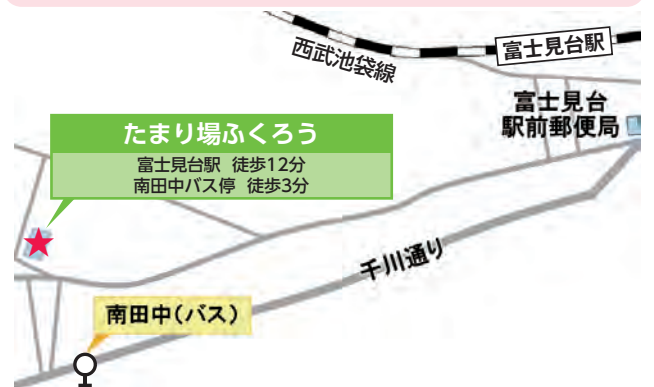 西武池袋線
富士見台駅
富士見台
駅前郵便局
たまり場ふくろう
富士見台駅 徒歩12分
南田中バス停 徒歩3分
千川通り
南田中(バス)